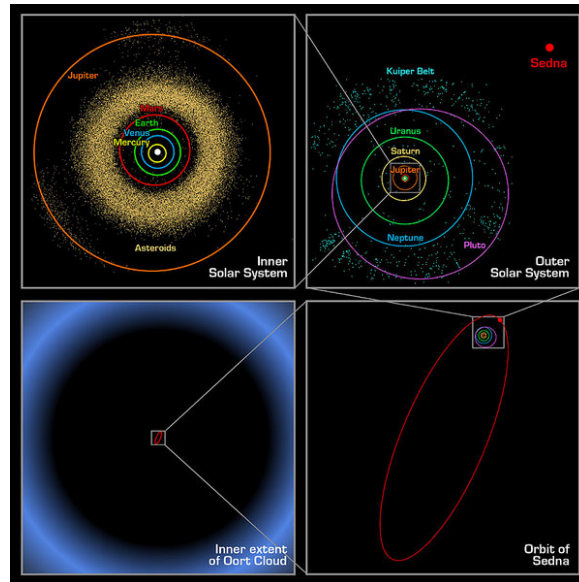 Jupiter
Mars
Earth
Venus
Mercury
Asteroids
Inner
Solar System
Sedna
Kuiper Belt
Uranus
Saturn
Jupiter
Neptune
Pluto
Outer
Solar System
Inner extent
of Oort Cloud
Orbit of
Sedna